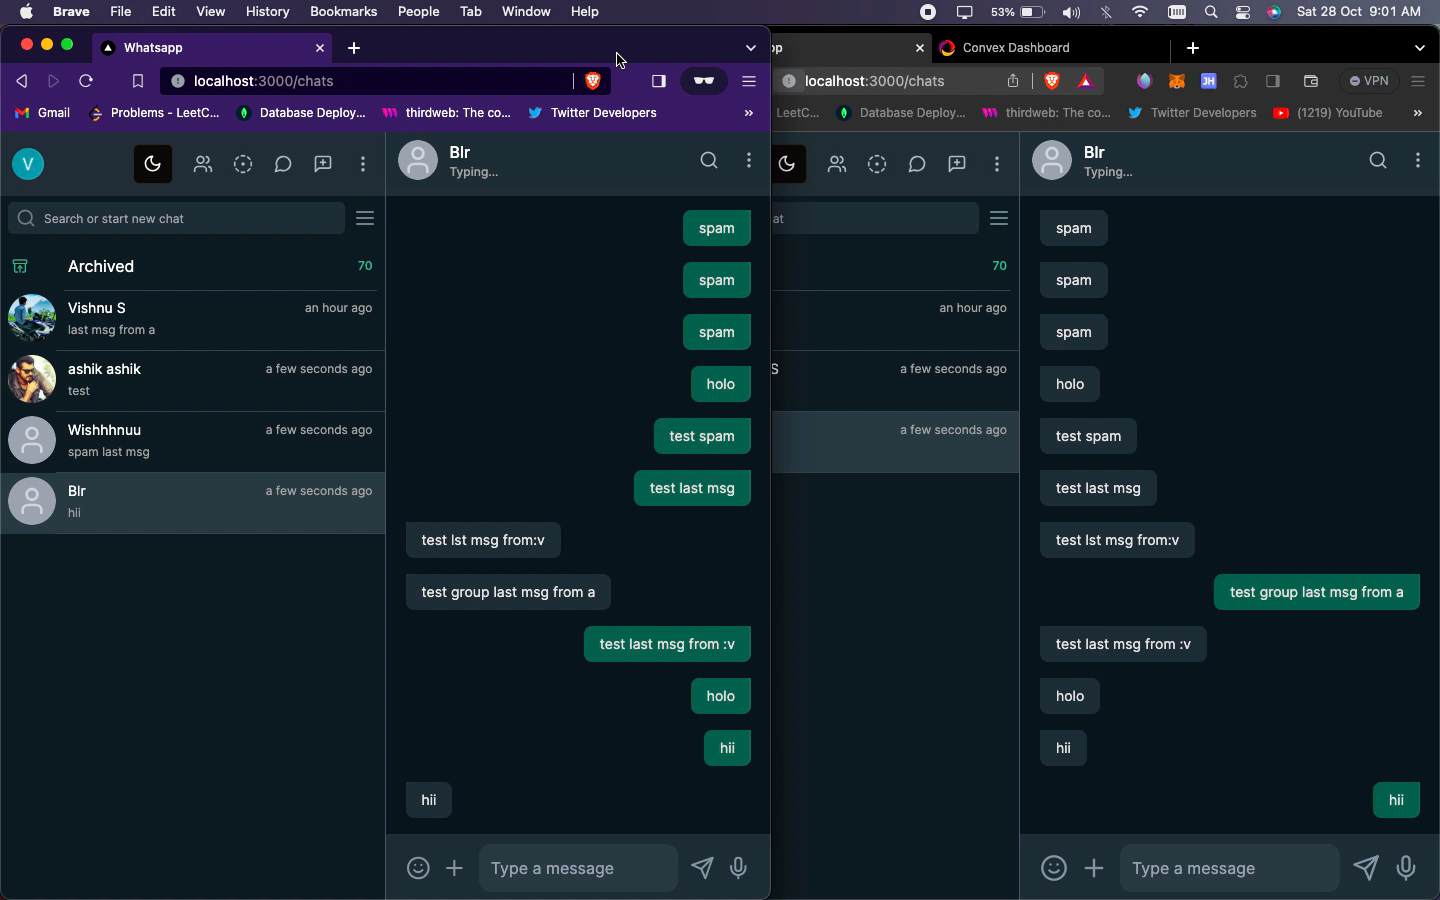 Brave File Edit View History Bookmarks People Tab Window Help 53% Sat 28 Oct 9:01 AM
Whatsapp
localhost:3000/chats
Gmail Problems - LeetC... Database Deploy... thirdweb: The co... Twitter Developers »
V
Search or start new chat
Archived 70
Vishnu S an hour ago
last msg from a
ashik ashik a few seconds ago
test
Wishhhnuu a few seconds ago
spam last msg
Blr a few seconds ago
hii
Blr
Typing...
spam
spam
spam
holo
test spam
test last msg
test lst msg from:v
test group last msg from a
test last msg from :v
holo
hii
hii
Type a message
pp Convex Dashboard
localhost:3000/chats JH VPN
LeetC... Database Deploy... thirdweb: The co... Twitter Developers (1219) YouTube »
at
70
an hour ago
S a few seconds ago
a few seconds ago
Blr
Typing...
spam
spam
spam
holo
test spam
test last msg
test lst msg from:v
test group last msg from a
test last msg from :v
holo
hii
hii
Type a message